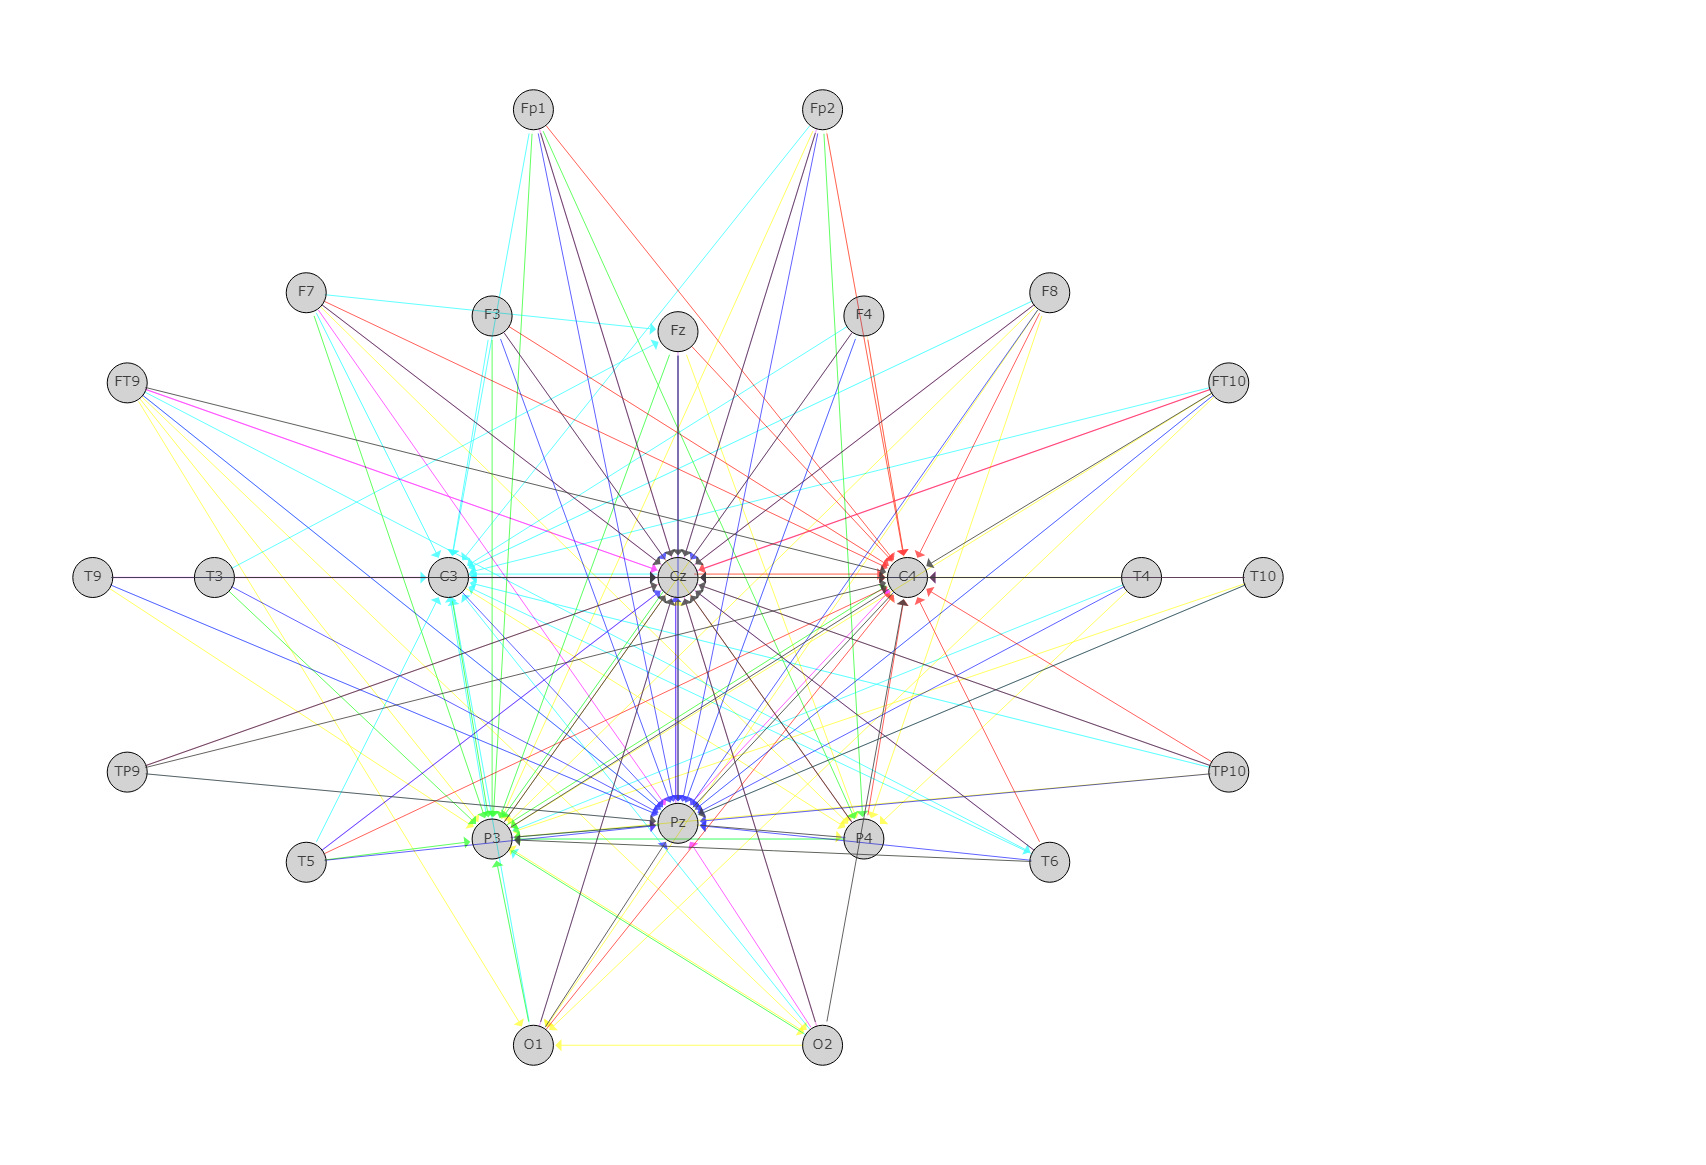 Fp1 Fp2
F7 F3 Fz F4 F8
FT9 FT10
T9 T3 C3 Cz C4 T4 T10
TP9 TP10
T5 P3 Pz P4 T6
O1 O2